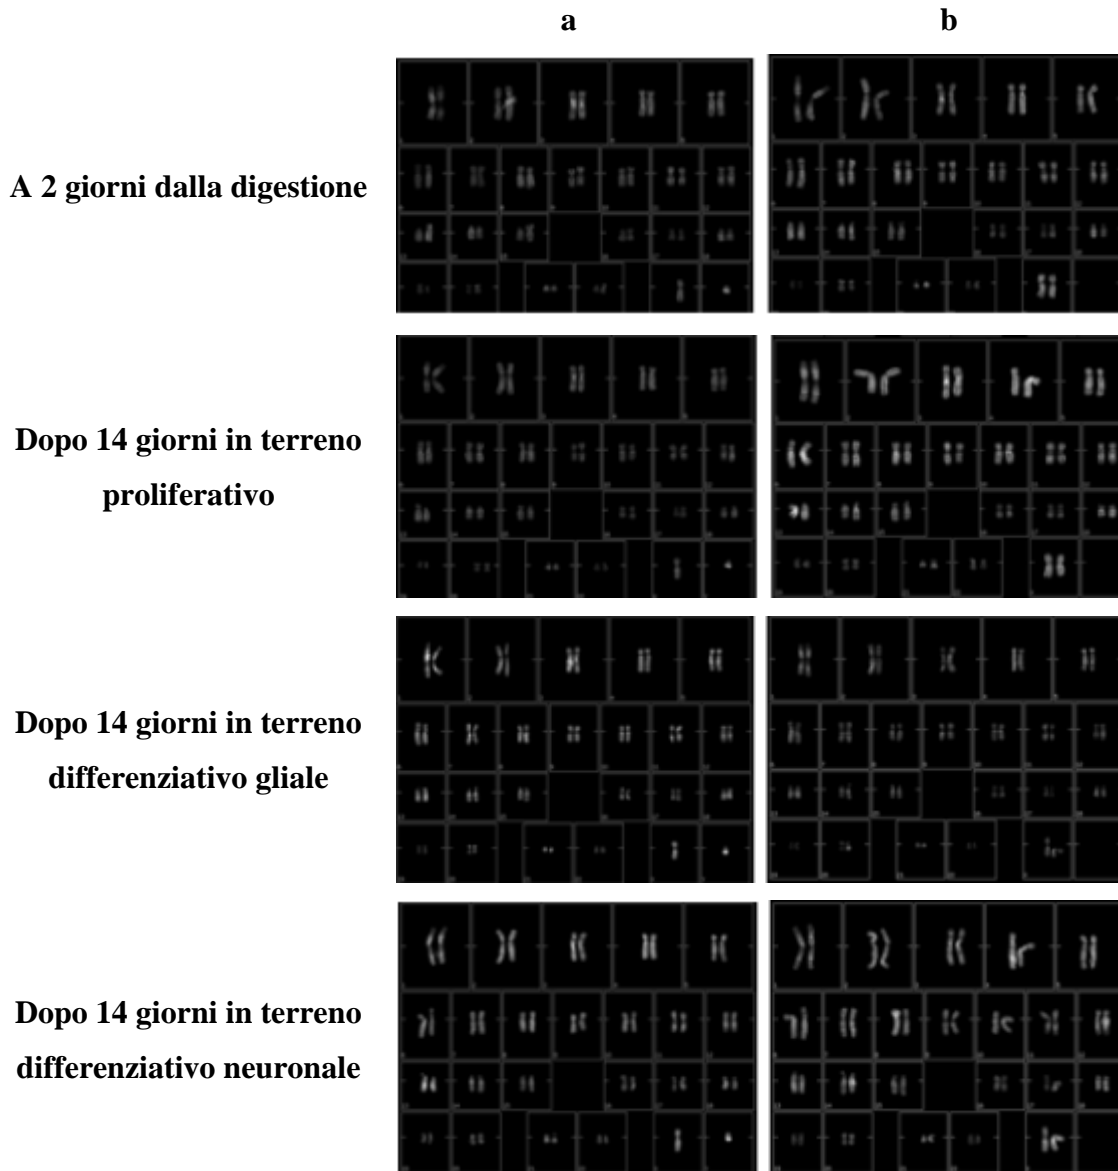 a
b
A 2 giorni dalla digestione
Dopo 14 giorni in terreno
proliferativo
Dopo 14 giorni in terreno
differenziativo gliale
Dopo 14 giorni in terreno
differenziativo neuronale